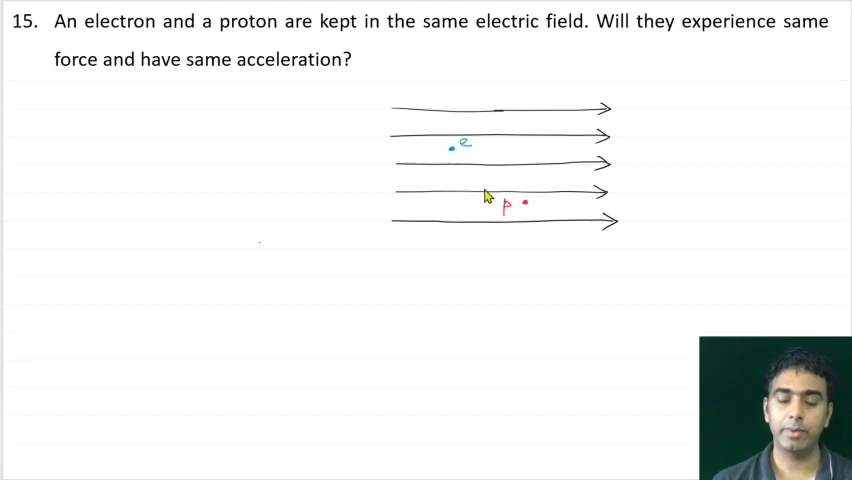 15. An electron and a proton are kept in the same electric field. Will they experience same
force and have same acceleration?
e
p